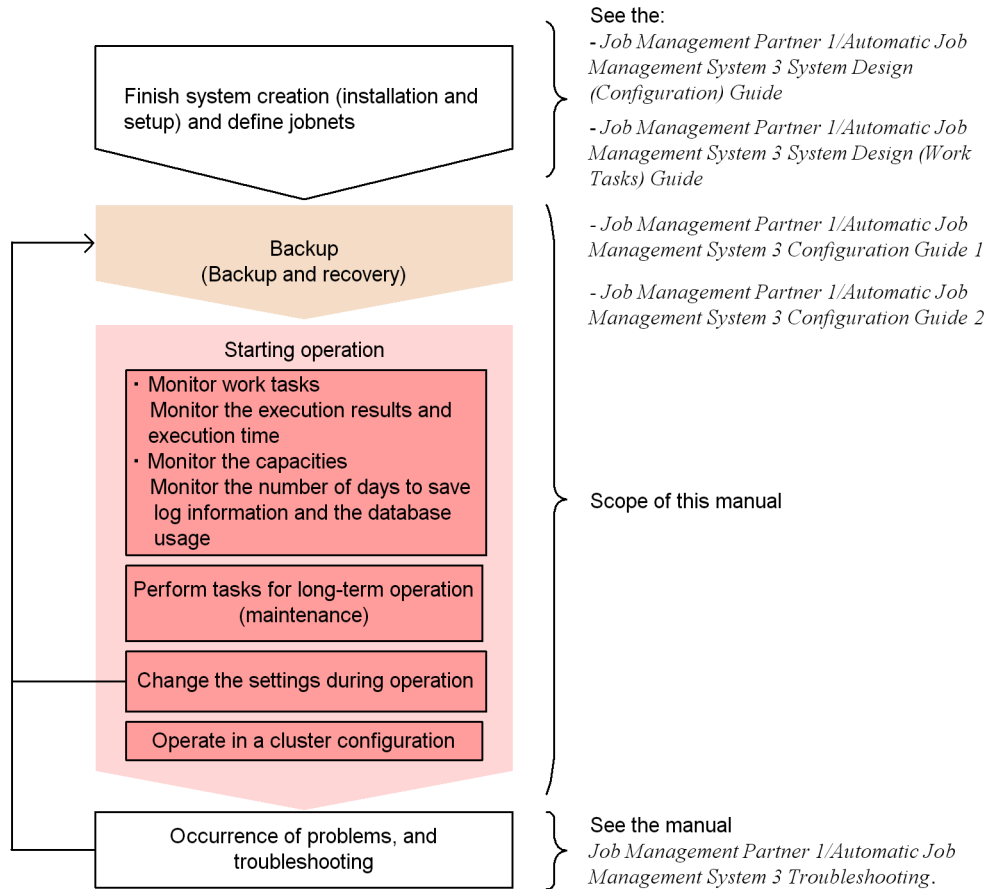 Finish system creation (installation and
setup) and define jobnets
See the:
- Job Management Partner 1/Automatic Job
Management System 3 System Design
(Configuration) Guide
- Job Management Partner 1/Automatic Job
Management System 3 System Design (Work
Tasks) Guide
- Job Management Partner 1/Automatic Job
Management System 3 Configuration Guide 1
- Job Management Partner 1/Automatic Job
Management System 3 Configuration Guide 2
Backup
(Backup and recovery)
Starting operation
・ Monitor work tasks
Monitor the execution results and
execution time
・ Monitor the capacities
Monitor the number of days to save
log information and the database
usage
Perform tasks for long-term operation
(maintenance)
Change the settings during operation
Operate in a cluster configuration
Scope of this manual
Occurrence of problems, and
troubleshooting
See the manual
Job Management Partner 1/Automatic Job
Management System 3 Troubleshooting.